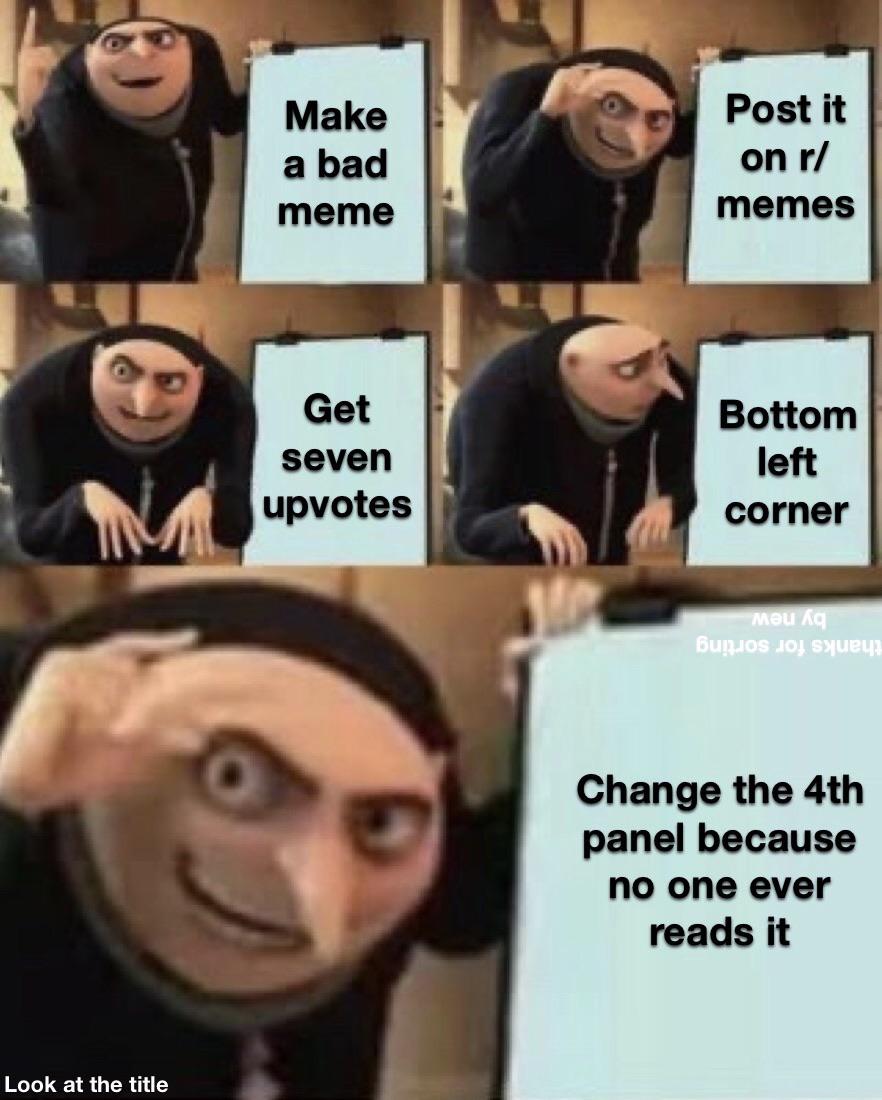 Make
a bad
meme
Post it
on r/
memes
Get
seven
upvotes
Bottom
left
corner
thanks for sorting
by new
Change the 4th
panel because
no one ever
reads it
Look at the title